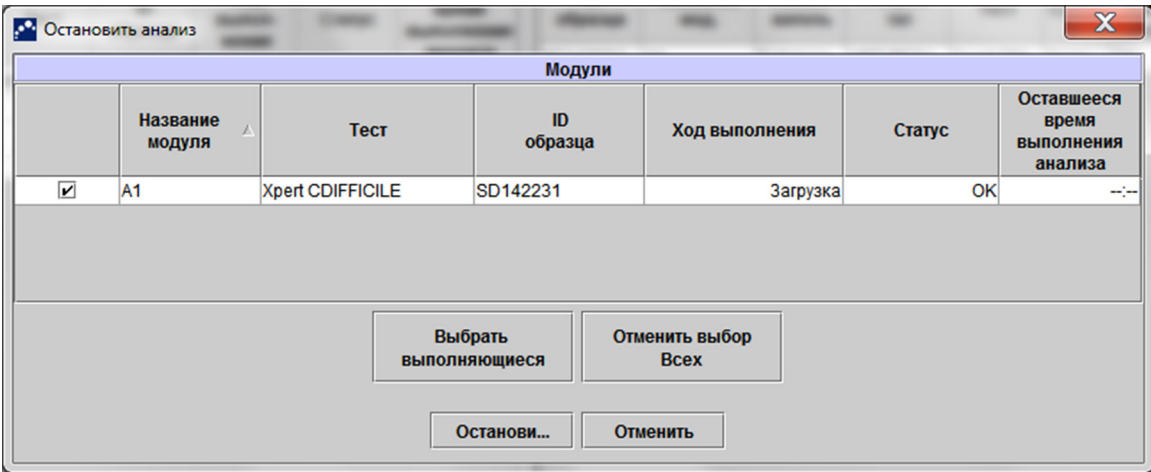 Остановить анализ
Модули
Название модуля
Тест
ID образца
Ход выполнения
Статус
Оставшееся время выполнения анализа
A1 Xpert CDIFFICILE SD142231 Загрузка OK --:--
Выбрать выполняющиеся
Отменить выбор Всех
Останови... Отменить